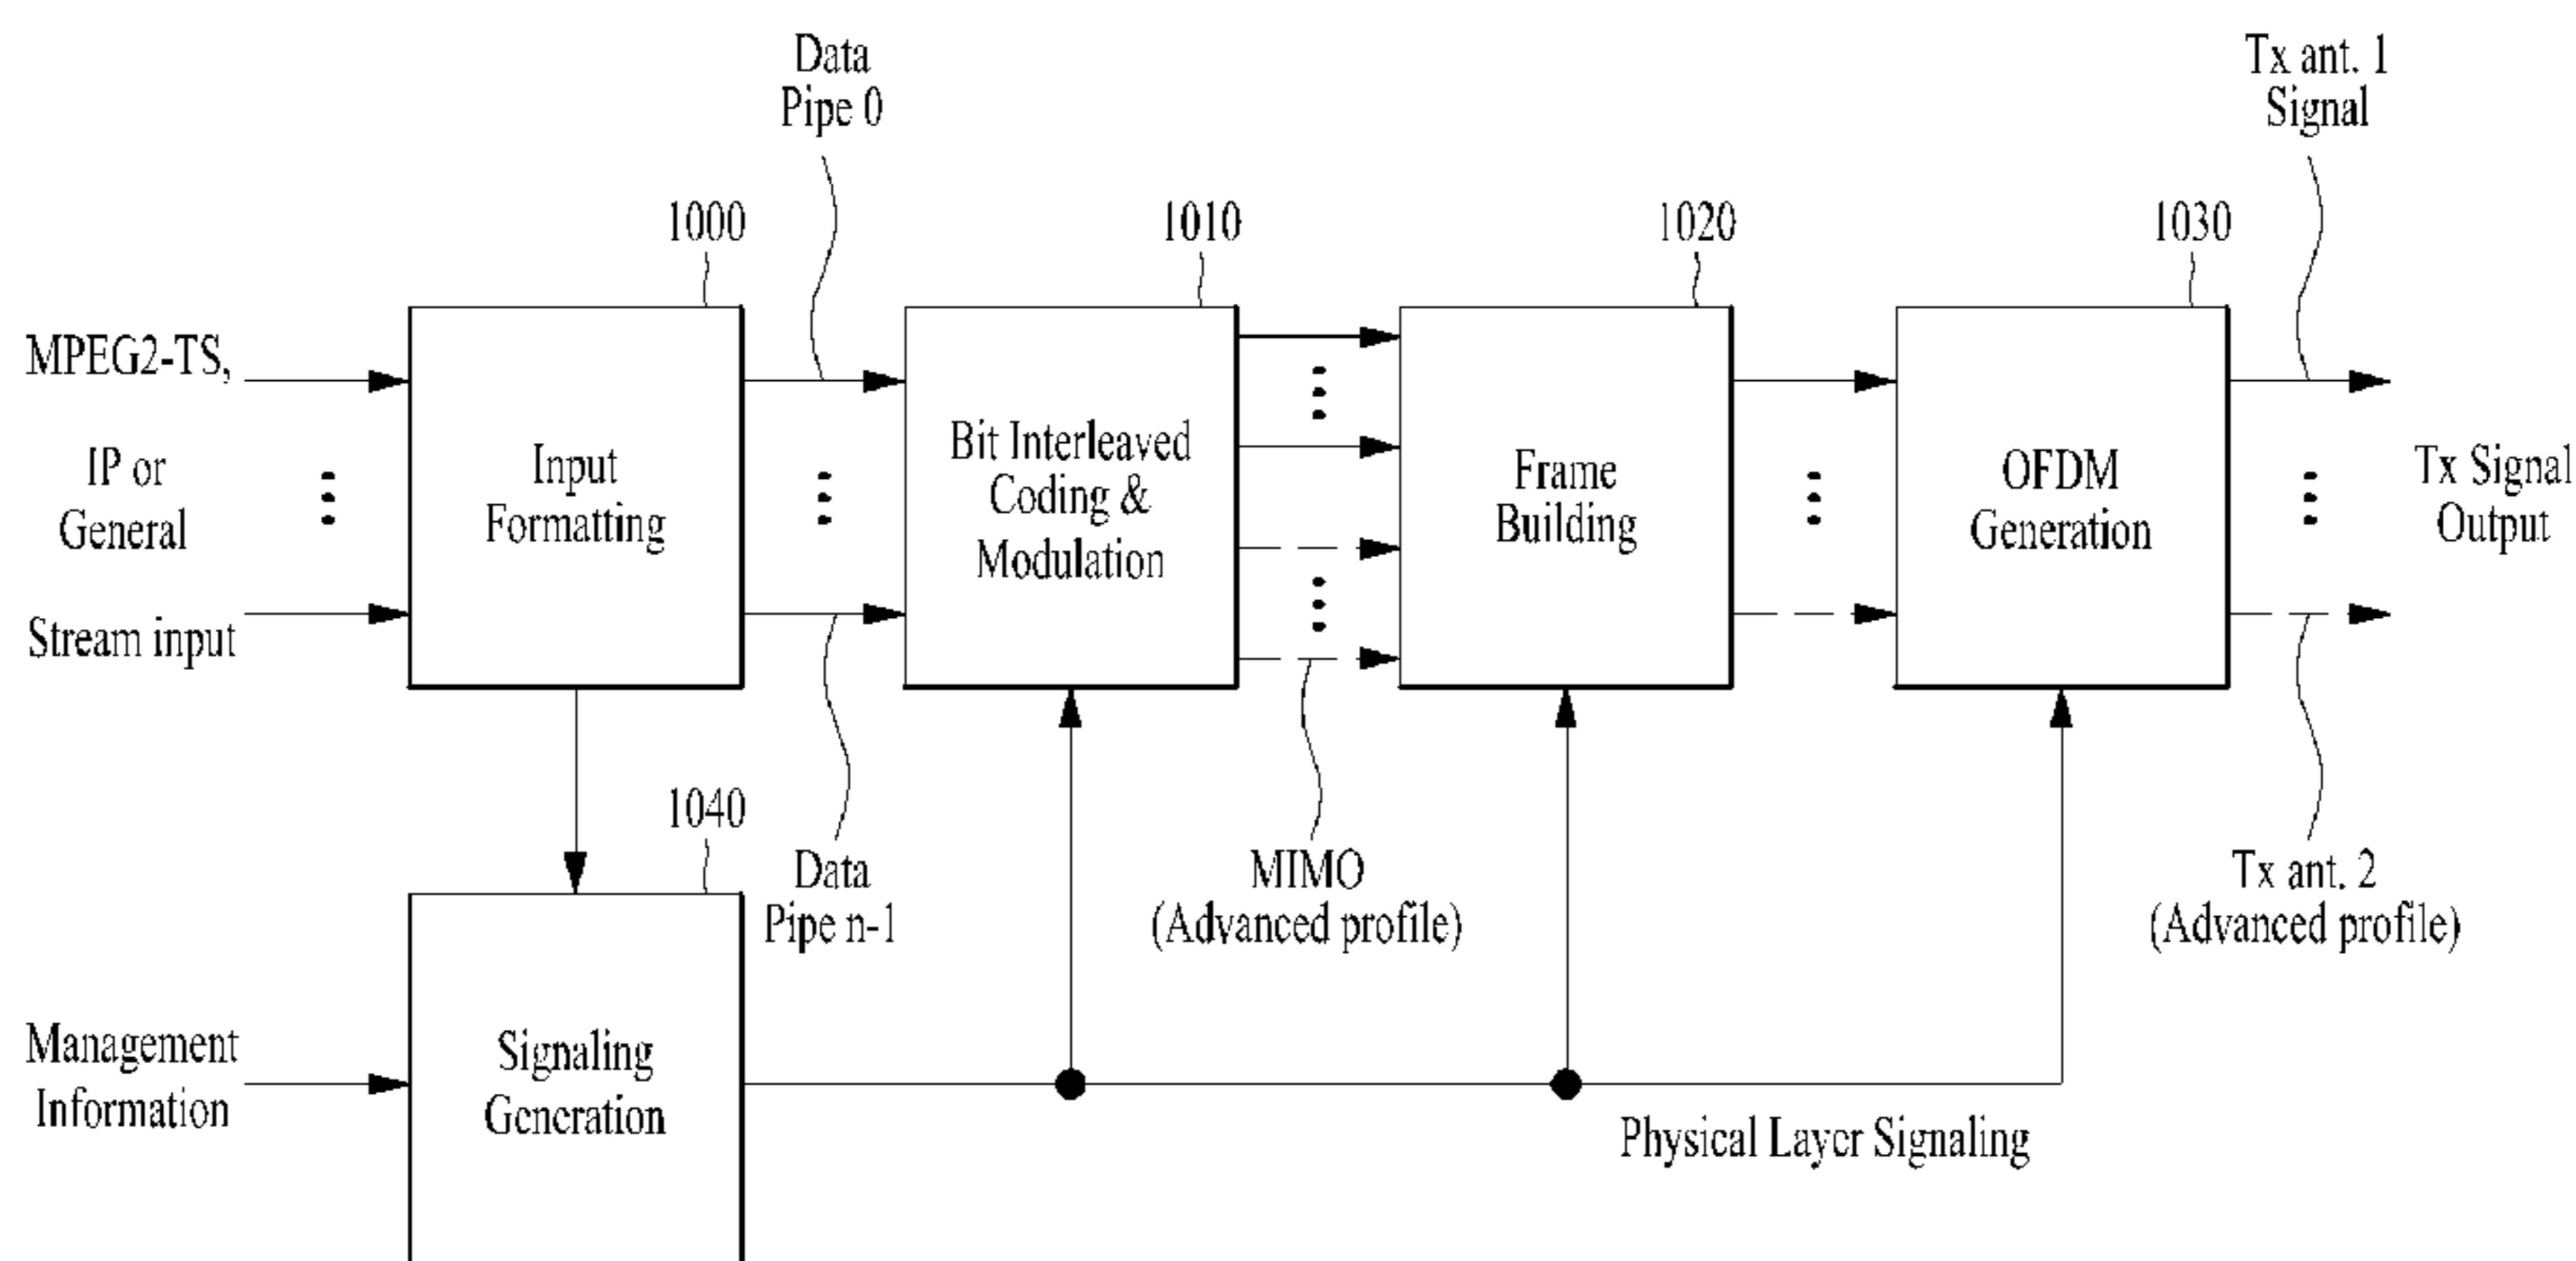 Data
Pipe 0
Tx ant. 1
Signal
1000
1010
1020
1030
MPEG2-TS,
IP or
General
Stream input
Input
Formatting
Bit Interleaved
Coding &
Modulation
Frame
Building
OFDM
Generation
Tx Signal
Output
1040
Data
Pipe n-1
MIMO
(Advanced profile)
Tx ant. 2
(Advanced profile)
Management
Information
Signaling
Generation
Physical Layer Signaling